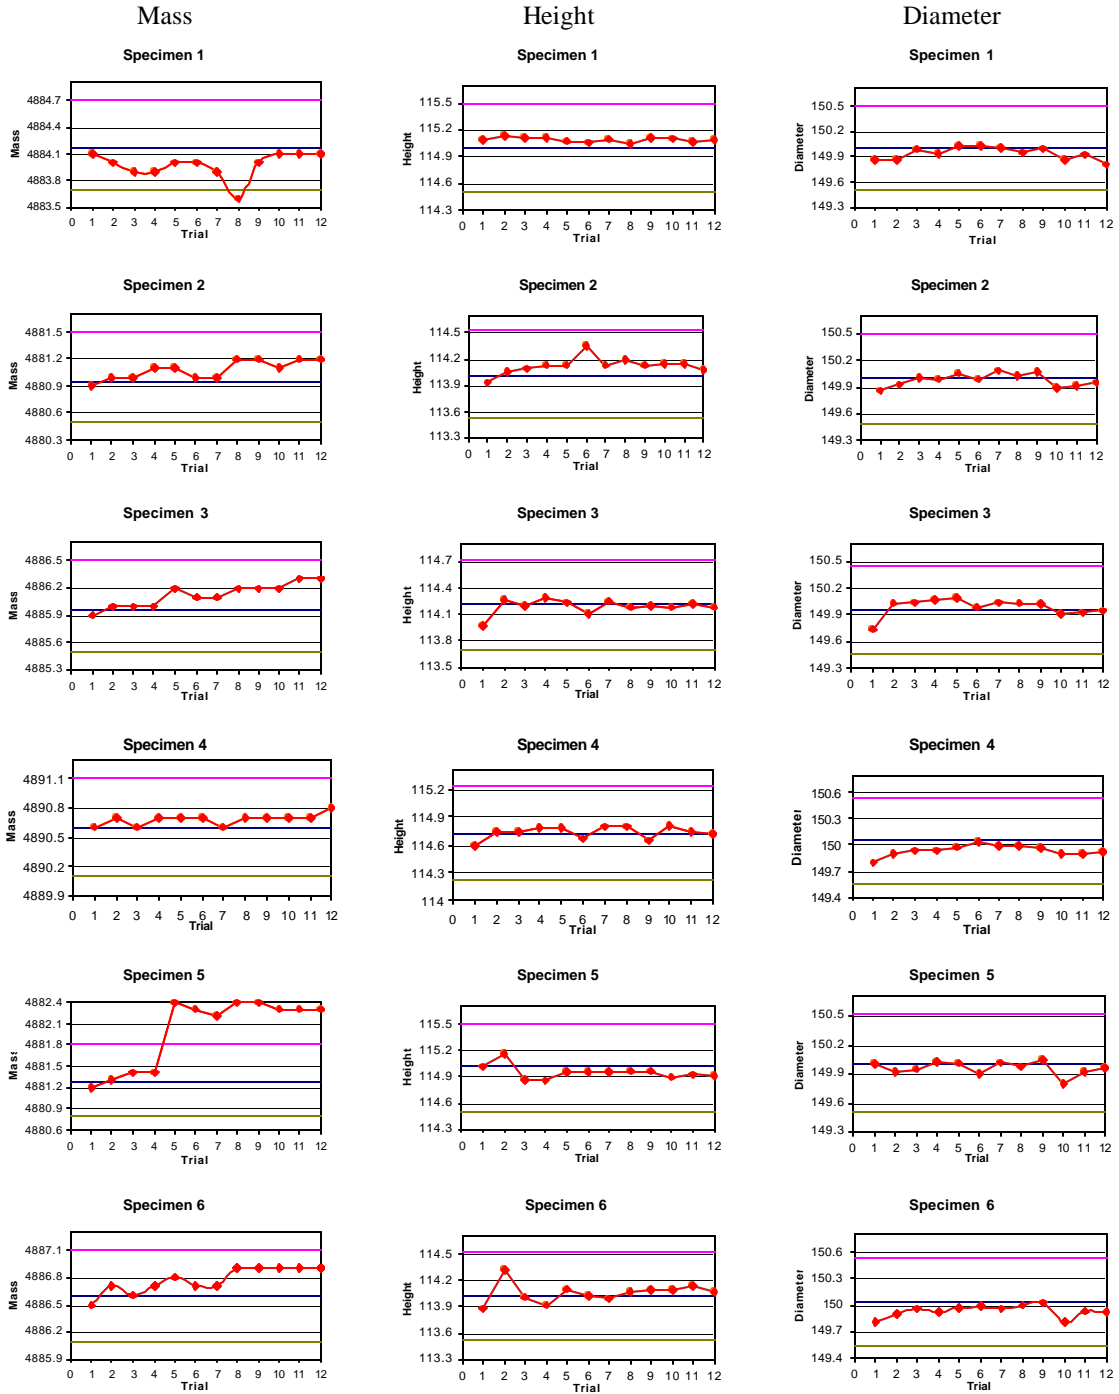 Mass Height Diameter
Specimen 1 Specimen 1 Specimen 1
Mass
4884.7
4884.4
4884.1
4883.8
4883.5
0 1 2 3 4 5 6 7 8 9 10 11 12
Trial
Height
115.5
115.2
114.9
114.6
114.3
0 1 2 3 4 5 6 7 8 9 10 11 12
Trial
Diameter
150.5
150.2
149.9
149.6
149.3
0 1 2 3 4 5 6 7 8 9 10 11 12
Trial
Specimen 2 Specimen 2 Specimen 2
Mass
4881.5
4881.2
4880.9
4880.6
4880.3
0 1 2 3 4 5 6 7 8 9 10 11 12
Trial
Height
114.5
114.2
113.9
113.6
113.3
0 1 2 3 4 5 6 7 8 9 10 11 12
Trial
Diameter
150.5
150.2
149.9
149.6
149.3
0 1 2 3 4 5 6 7 8 9 10 11 12
Trial
Specimen 3 Specimen 3 Specimen 3
Mass
4886.5
4886.2
4885.9
4885.6
4885.3
0 1 2 3 4 5 6 7 8 9 10 11 12
Trial
Height
114.7
114.4
114.1
113.8
113.5
0 1 2 3 4 5 6 7 8 9 10 11 12
Trial
Diameter
150.5
150.2
149.9
149.6
149.3
0 1 2 3 4 5 6 7 8 9 10 11 12
Trial
Specimen 4 Specimen 4 Specimen 4
Mass
4891.1
4890.8
4890.5
4890.2
4889.9
0 1 2 3 4 5 6 7 8 9 10 11 12
Trial
Height
115.2
114.9
114.6
114.3
114
0 1 2 3 4 5 6 7 8 9 10 11 12
Trial
Diameter
150.6
150.3
150
149.7
149.4
0 1 2 3 4 5 6 7 8 9 10 11 12
Trial
Specimen 5 Specimen 5 Specimen 5
Mass
4882.4
4882.1
4881.8
4881.5
4881.2
4880.9
4880.6
0 1 2 3 4 5 6 7 8 9 10 11 12
Trial
Height
115.5
115.2
114.9
114.6
114.3
0 1 2 3 4 5 6 7 8 9 10 11 12
Trial
Diameter
150.5
150.2
149.9
149.6
149.3
0 1 2 3 4 5 6 7 8 9 10 11 12
Trial
Specimen 6 Specimen 6 Specimen 6
Mass
4887.1
4886.8
4886.5
4886.2
4885.9
0 1 2 3 4 5 6 7 8 9 10 11 12
Trial
Height
114.5
114.2
113.9
113.6
113.3
0 1 2 3 4 5 6 7 8 9 10 11 12
Trial
Diameter
150.6
150.3
150
149.7
149.4
0 1 2 3 4 5 6 7 8 9 10 11 12
Trial